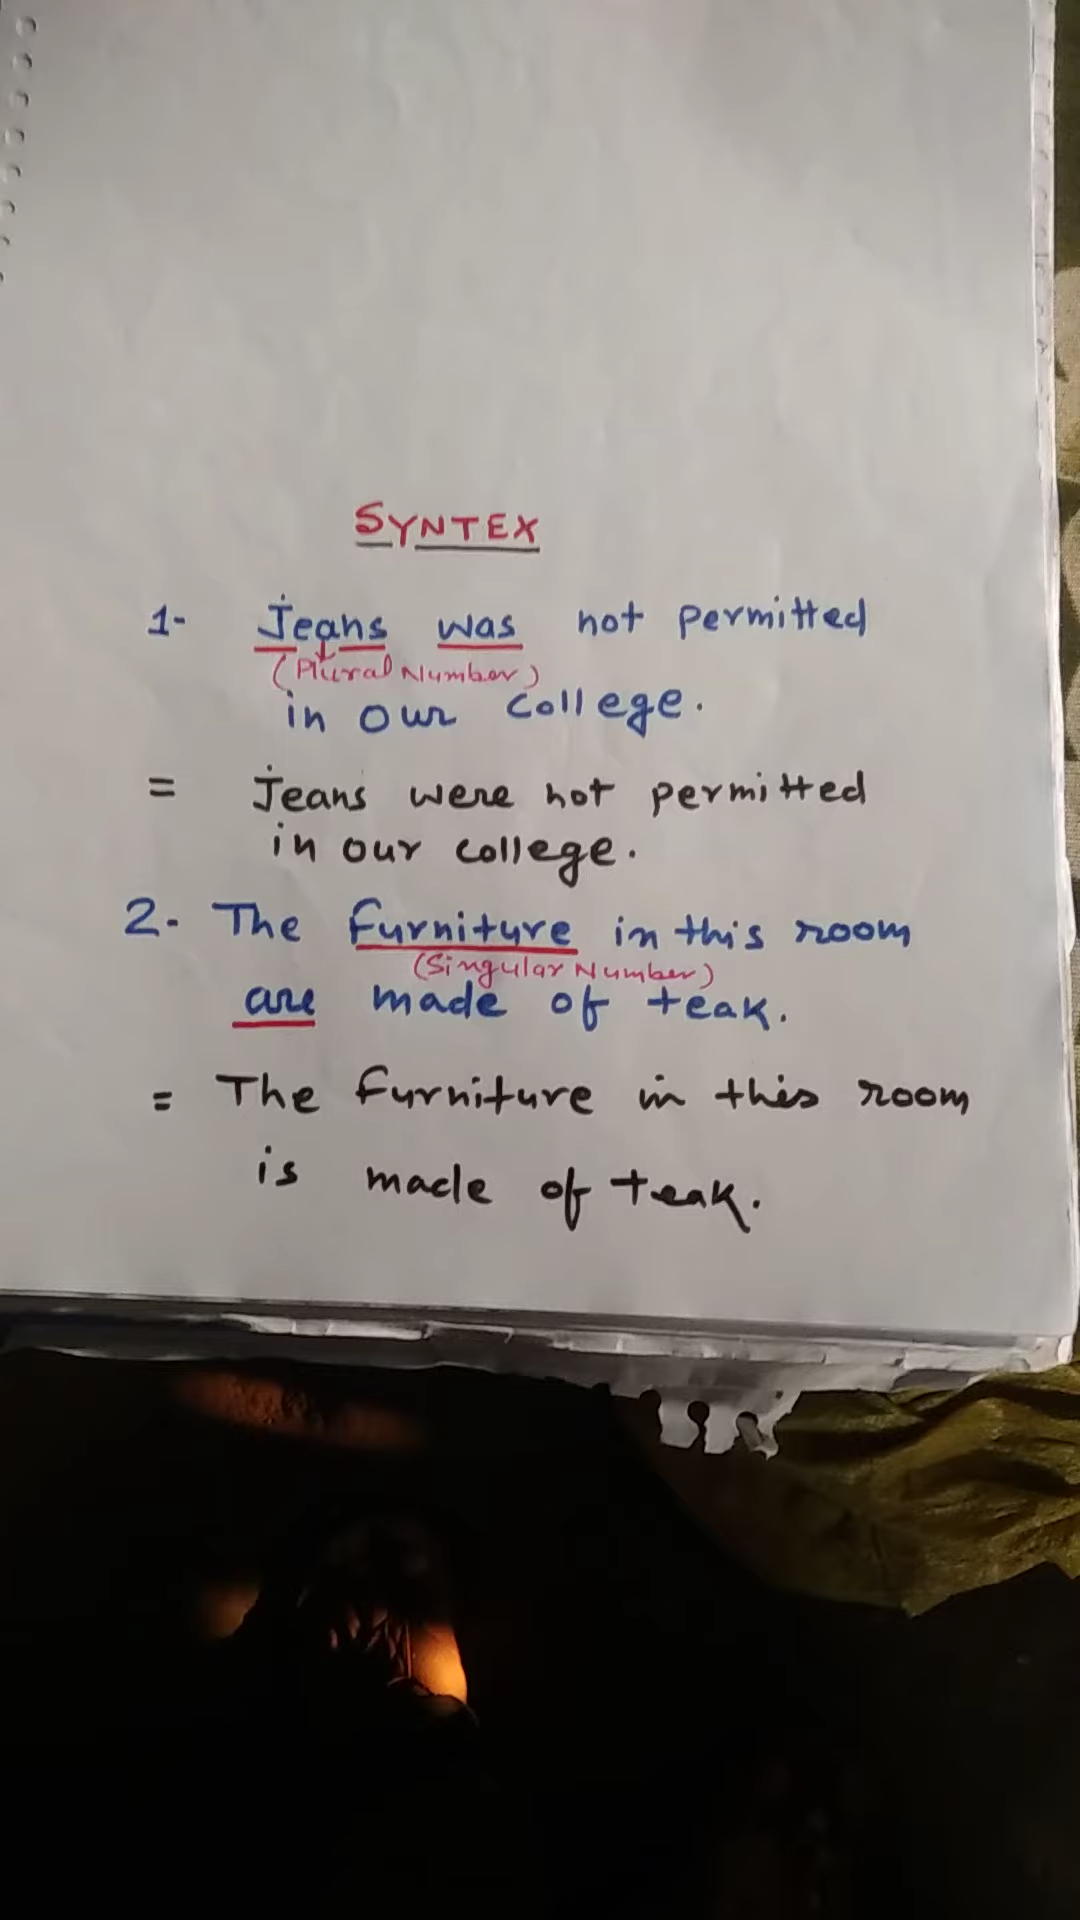 SYNTEX
1- Jeans was not permitted
(Plural Number)
in our college.
= Jeans were not permitted
in our college.
2- The furniture in this room
(Singular Number)
are made of teak.
= The furniture in this room
is made of teak.